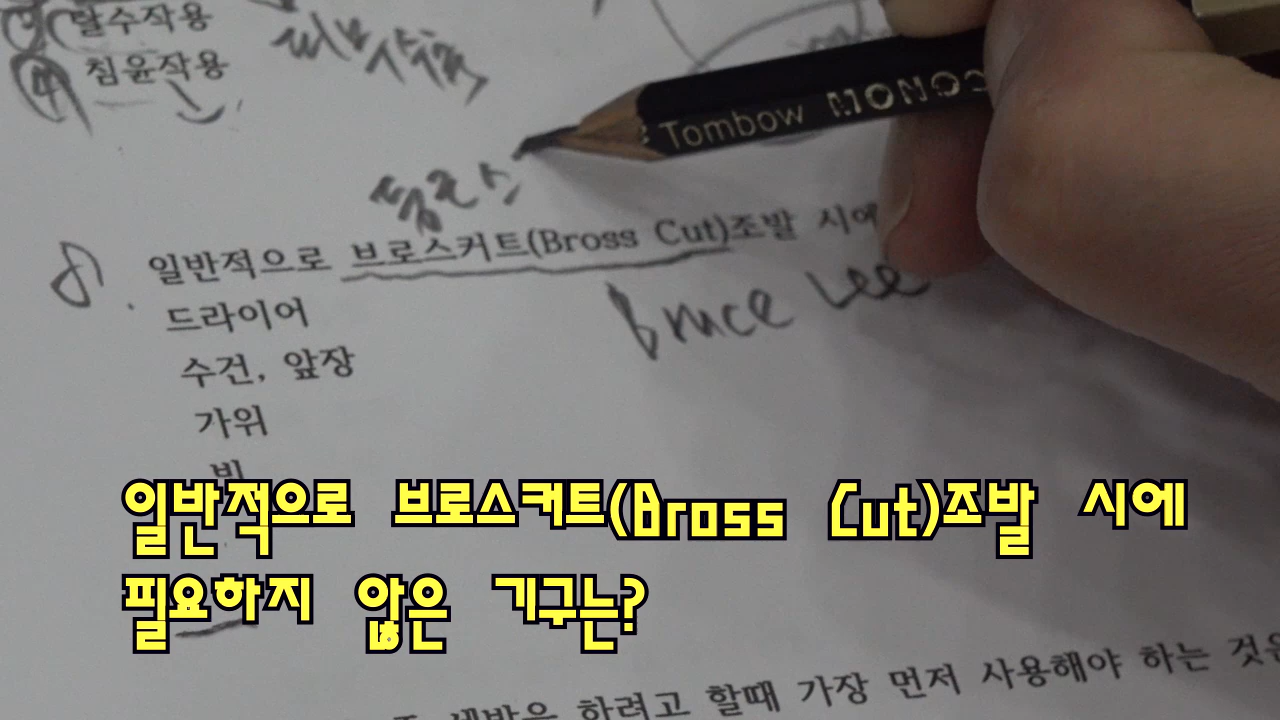 탈수작용
④ 침윤작용
Tombow MONO
8. 일반적으로 브로스커트(Bross Cut)조발 시에
Bruce Lee
드라이어
수건, 앞장
가위
빗
일반적으로 브로스커트(Bross Cut)조발 시에
필요하지 않은 기구는?
하려고 할때 가장 먼저 사용해야 하는 것은